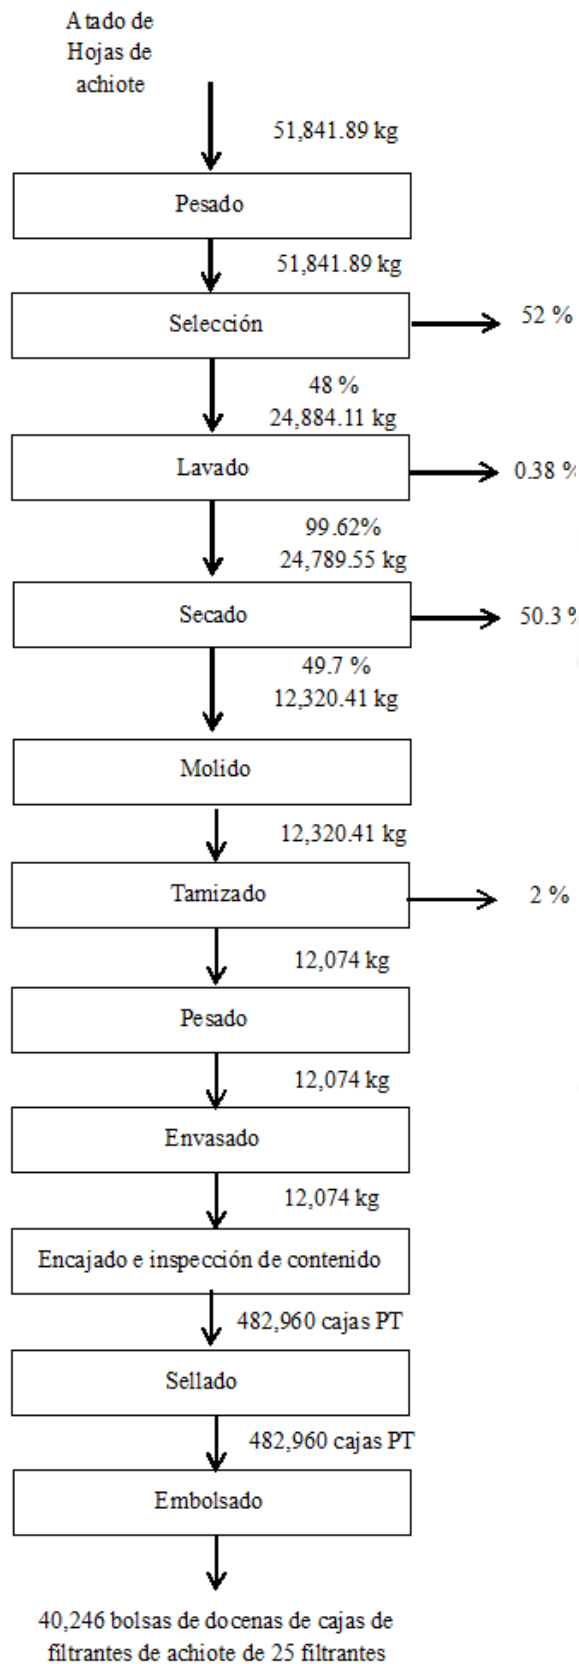 Atado de
Hojas de
achiote
51,841.89 kg
Pesado
51,841.89 kg
Selección
52 %
48 %
24,884.11 kg
Lavado
0.38 %
99.62%
24,789.55 kg
Secado
50.3 %
49.7 %
12,320.41 kg
Molido
12,320.41 kg
Tamizado
2 %
12,074 kg
Pesado
12,074 kg
Envasado
12,074 kg
Encajado e inspección de contenido
482,960 cajas PT
Sellado
482,960 cajas PT
Embolsado
40,246 bolsas de docenas de cajas de
filtrantes de achiote de 25 filtrantes